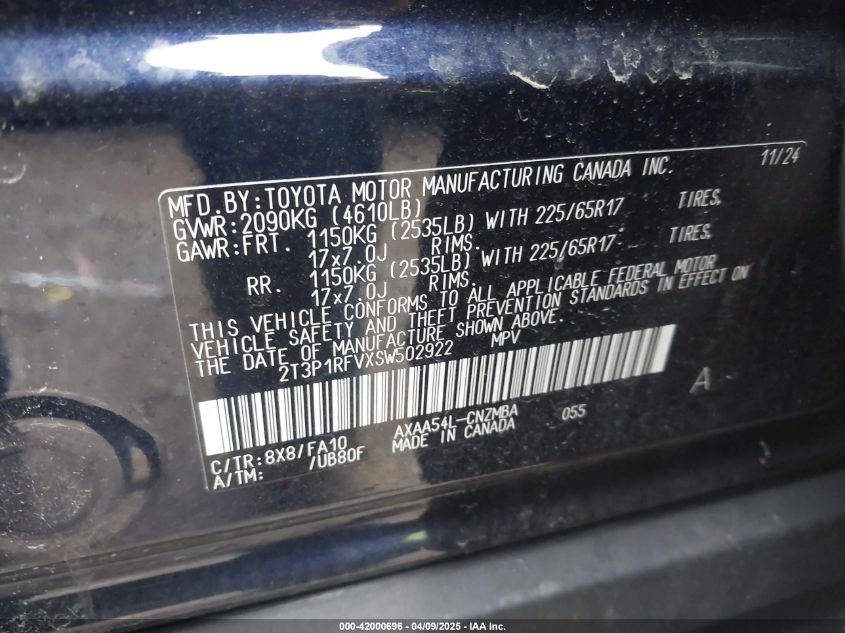 MFD. BY: TOYOTA MOTOR MANUFACTURING CANADA INC. 11/24
GVWR: 2090KG (4610LB)
GAWR: FRT. 1150KG (2535LB) WITH 225/65R17 TIRES,
17x7.0J RIMS.
RR. 1150KG (2535LB) WITH 225/65R17 TIRES,
17x7.0J RIMS.
THIS VEHICLE CONFORMS TO ALL APPLICABLE FEDERAL MOTOR
VEHICLE SAFETY AND THEFT PREVENTION STANDARDS IN EFFECT ON
THE DATE OF MANUFACTURE SHOWN ABOVE.
2T3P1RFVXSW502922 MPV
A
C/TR: 8X8/FA10 AXAA54L-CNZMBA 055
A/TM: /UB80F MADE IN CANADA
000-42000696 - 04/09/2025 - IAA Inc.